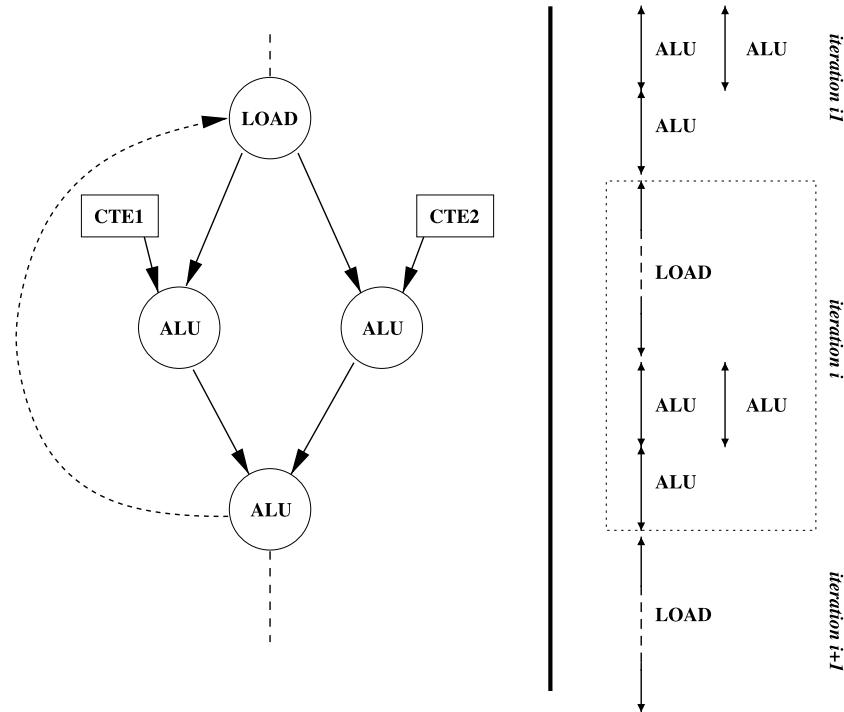 LOAD
CTE1
CTE2
ALU
ALU
ALU
ALU
ALU
ALU
iteration i1
LOAD
ALU
ALU
ALU
iteration i
LOAD
iteration i+1